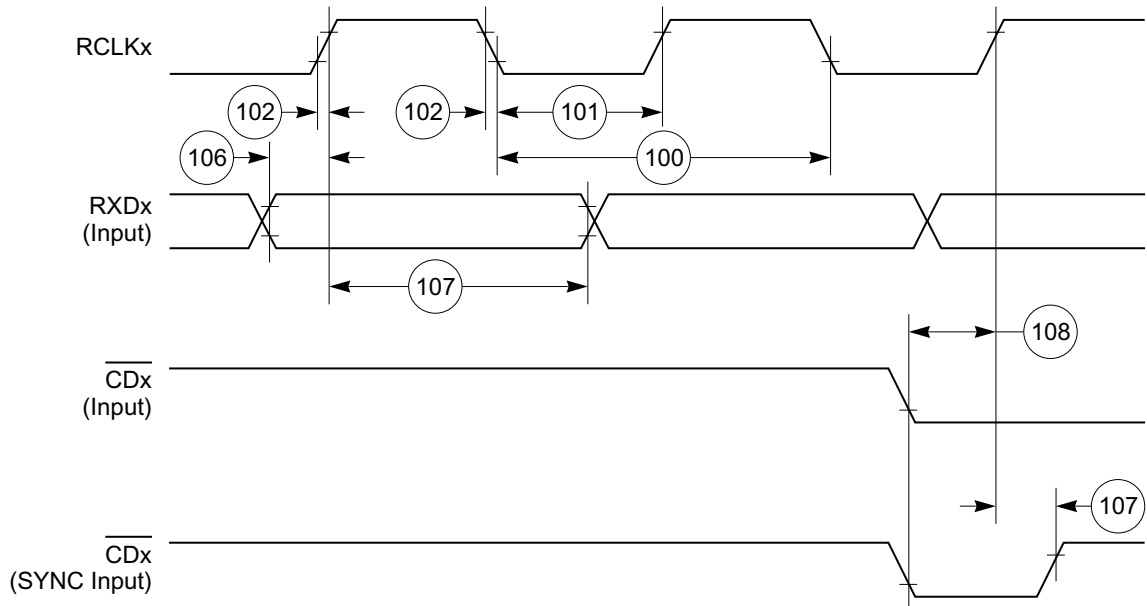 RCLKx
102
102
101
106
100
RXDx
(Input)
107
108
CDx
(Input)
107
CDx
(SYNC Input)